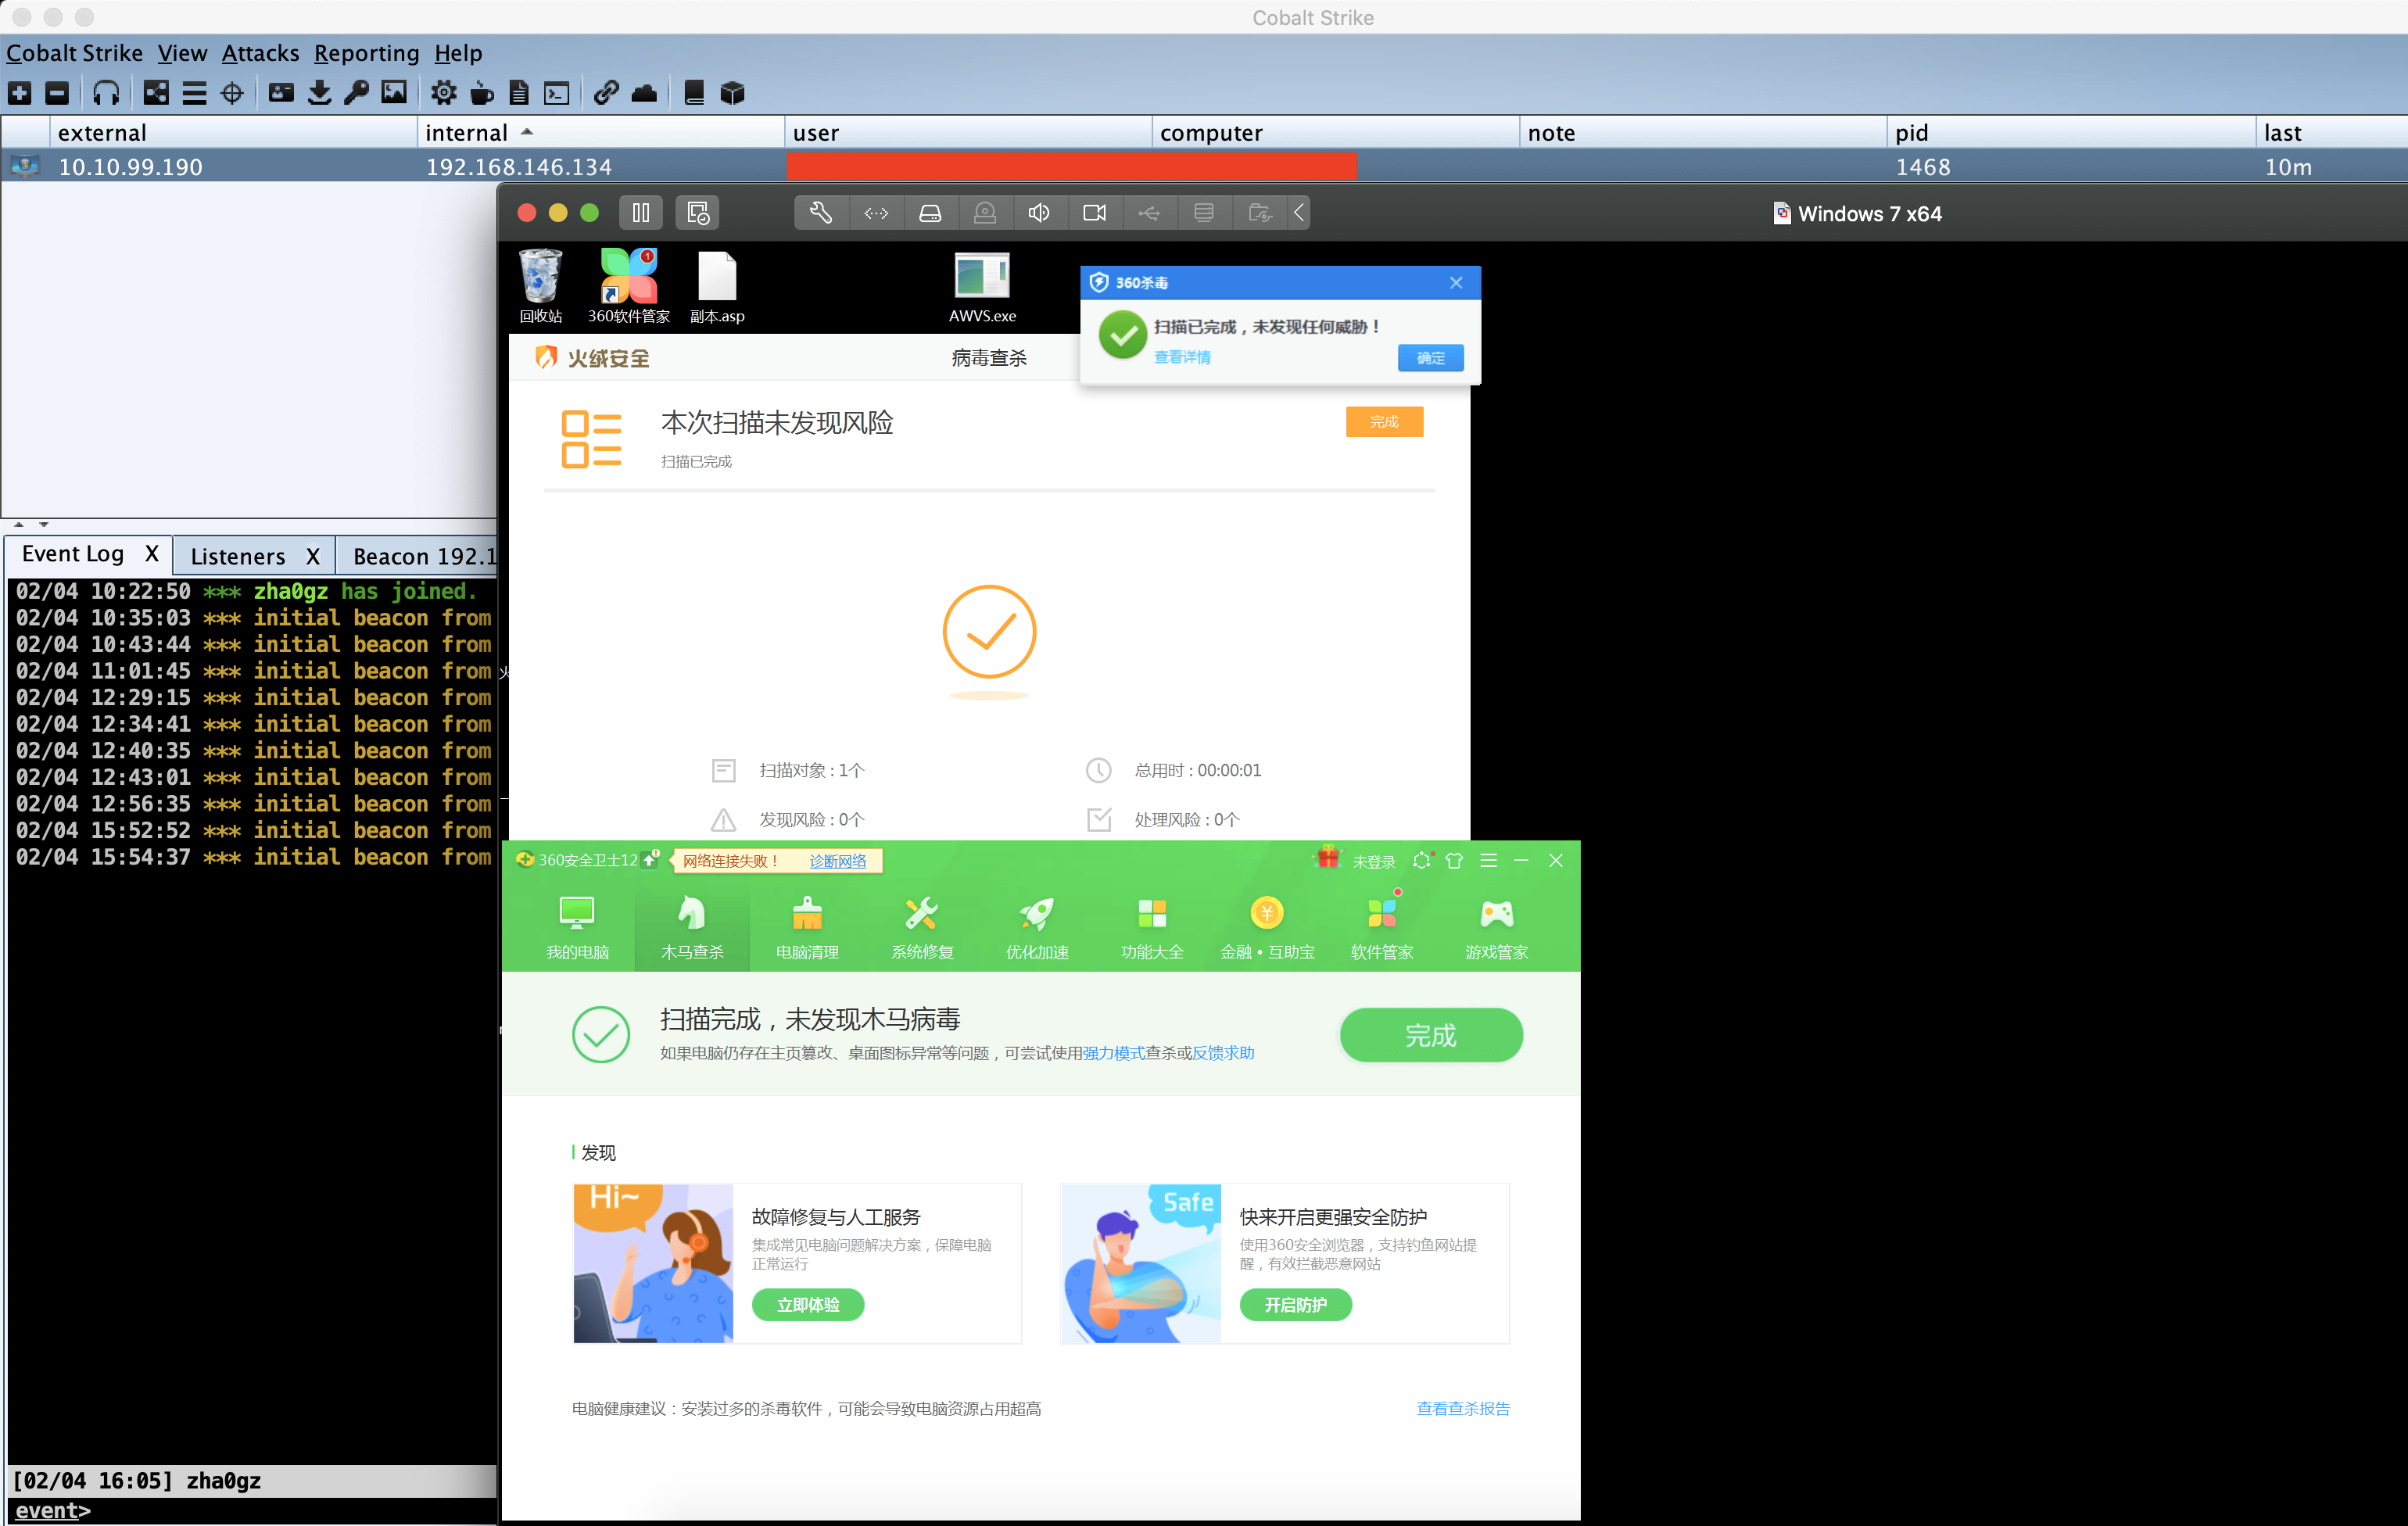 Cobalt Strike
Cobalt Strike View Attacks Reporting Help
external internal user computer note pid last
10.10.99.190 192.168.146.134 1468 10m
Windows 7 x64
回收站
1
360软件管家
副本.asp
AWVS.exe
360杀毒
扫描已完成，未发现任何威胁！
查看详情
确定
火绒安全
病毒查杀
本次扫描未发现风险
扫描已完成
完成
扫描对象 : 1个
总用时 : 00:00:01
发现风险 : 0个
处理风险 : 0个
Event Log X
Listeners X
Beacon 192.1
02/04 10:22:50 *** zha0gz has joined.
02/04 10:35:03 *** initial beacon from
02/04 10:43:44 *** initial beacon from
02/04 11:01:45 *** initial beacon from
02/04 12:29:15 *** initial beacon from
02/04 12:34:41 *** initial beacon from
02/04 12:40:35 *** initial beacon from
02/04 12:43:01 *** initial beacon from
02/04 12:56:35 *** initial beacon from
02/04 15:52:52 *** initial beacon from
02/04 15:54:37 *** initial beacon from
[02/04 16:05] zha0gz
event>
360安全卫士12
网络连接失败！ 诊断网络
未登录
我的电脑
木马查杀
电脑清理
系统修复
优化加速
功能大全
金融 • 互助宝
软件管家
游戏管家
扫描完成，未发现木马病毒
如果电脑仍存在主页篡改、桌面图标异常等问题，可尝试使用强力模式查杀或反馈求助
完成
发现
Hi~
故障修复与人工服务
集成常见电脑问题解决方案，保障电脑
正常运行
立即体验
Safe
快来开启更强安全防护
使用360安全浏览器，支持钓鱼网站提
醒，有效拦截恶意网站
开启防护
电脑健康建议：安装过多的杀毒软件，可能会导致电脑资源占用超高
查看查杀报告